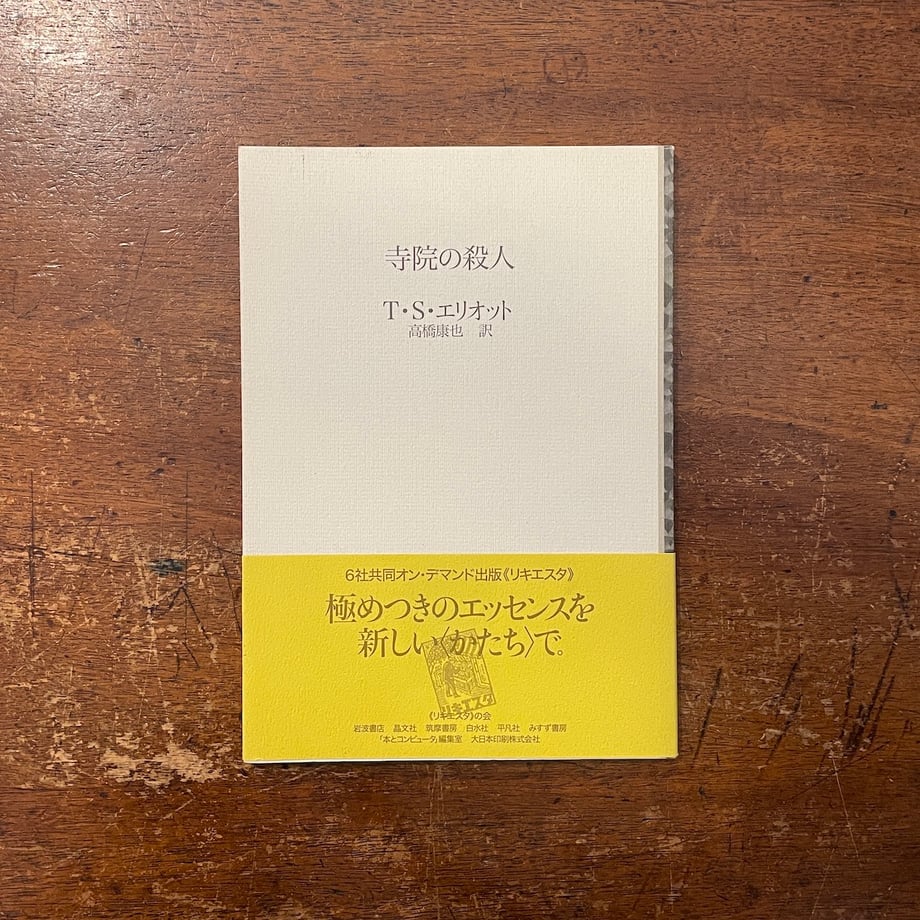 寺院の殺人
T・S・エリオット
高橋康也　訳
6社共同オン・デマンド出版《リキエスタ》
極めつきのエッセンスを
新しい〈かたち〉で。
リキエスタ
《リキエスタ》の会
岩波書店　晶文社　筑摩書房　白水社　平凡社　みすず書房
「本とコンピュータ」編集室　大日本印刷株式会社